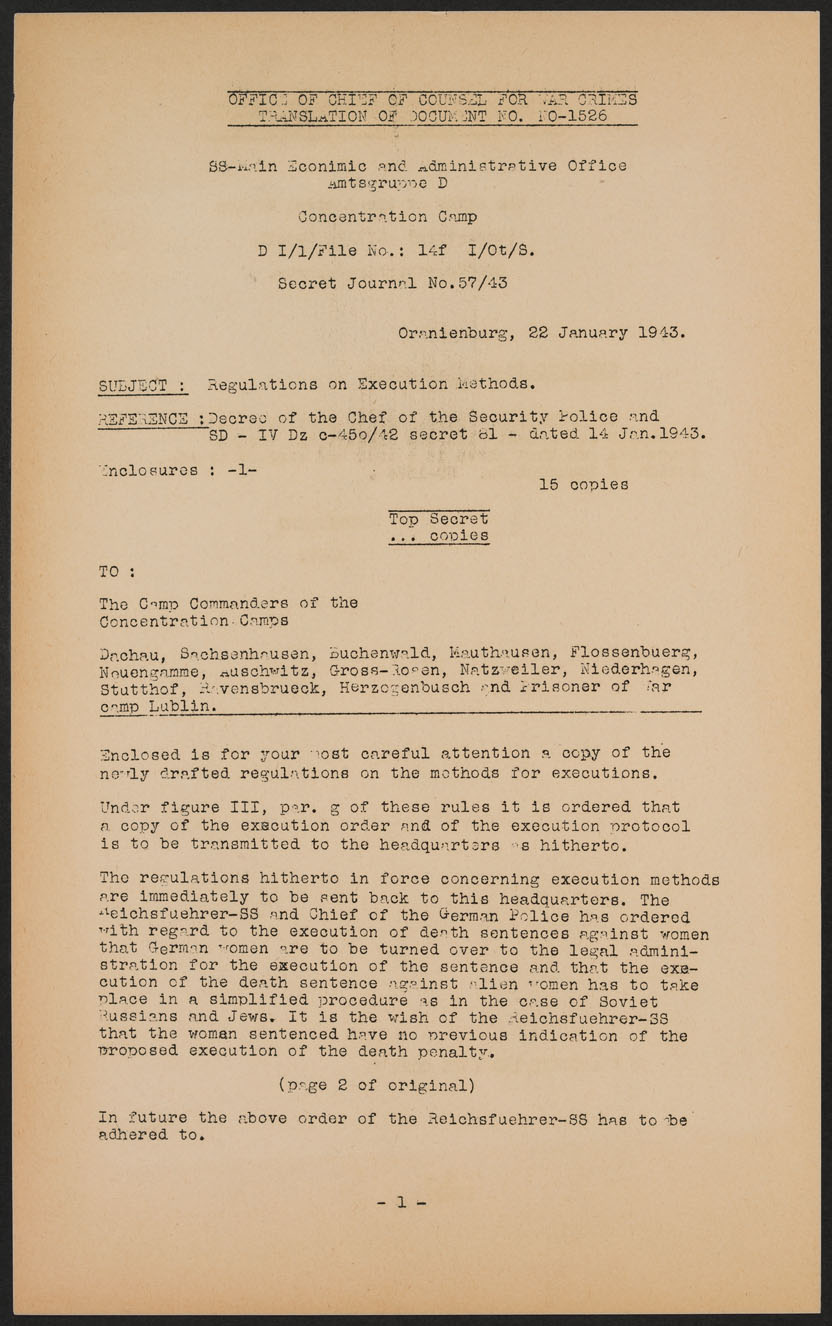 OFFICE OF CHIEF OF COUNSEL FOR WAR CRIMES
TRANSLATION OF DOCUMENT NO. NO-1526
SS-Main Econimic and Administrative Office
Amtsgruppe D
Concentration Camp
D I/1/File No.: 14f I/Ot/S.
Secret Journal No.57/43
Oranienburg, 22 January 1943.
SUBJECT : Regulations on Execution Methods.
REFERENCE :Decree of the Chef of the Security Police and
SD - IV Dz c-45o/42 secret 81 - dated 14 Jan.1943.
Enclosures : -1-
15 copies
Top Secret
... copies
TO :
The Camp Commanders of the
Concentration Camps
Dachau, Sachsenhausen, Buchenwald, Mauthausen, Flossenbuerg,
Neuengamme, Auschwitz, Gross-Rosen, Natzweiler, Niederhagen,
Stutthof, Ravensbrueck, Herzogenbusch and Prisoner of War
camp Lublin.
Enclosed is for your most careful attention a copy of the
newly drafted regulations on the methods for executions.
Under figure III, par. g of these rules it is ordered that
a copy of the execution order and of the execution protocol
is to be transmitted to the headquarters as hitherto.
The regulations hitherto in force concerning execution methods
are immediately to be sent back to this headquarters. The
Reichsfuehrer-SS and Chief of the German Police has ordered
with regard to the execution of death sentences against women
that German women are to be turned over to the legal admini-
stration for the execution of the sentence and that the exe-
cution of the death sentence against alien women has to take
place in a simplified procedure as in the case of Soviet
Russians and Jews. It is the wish of the Reichsfuehrer-SS
that the woman sentenced have no previous indication of the
proposed execution of the death penalty.
(page 2 of original)
In future the above order of the Reichsfuehrer-SS has to be
adhered to.
- 1 -